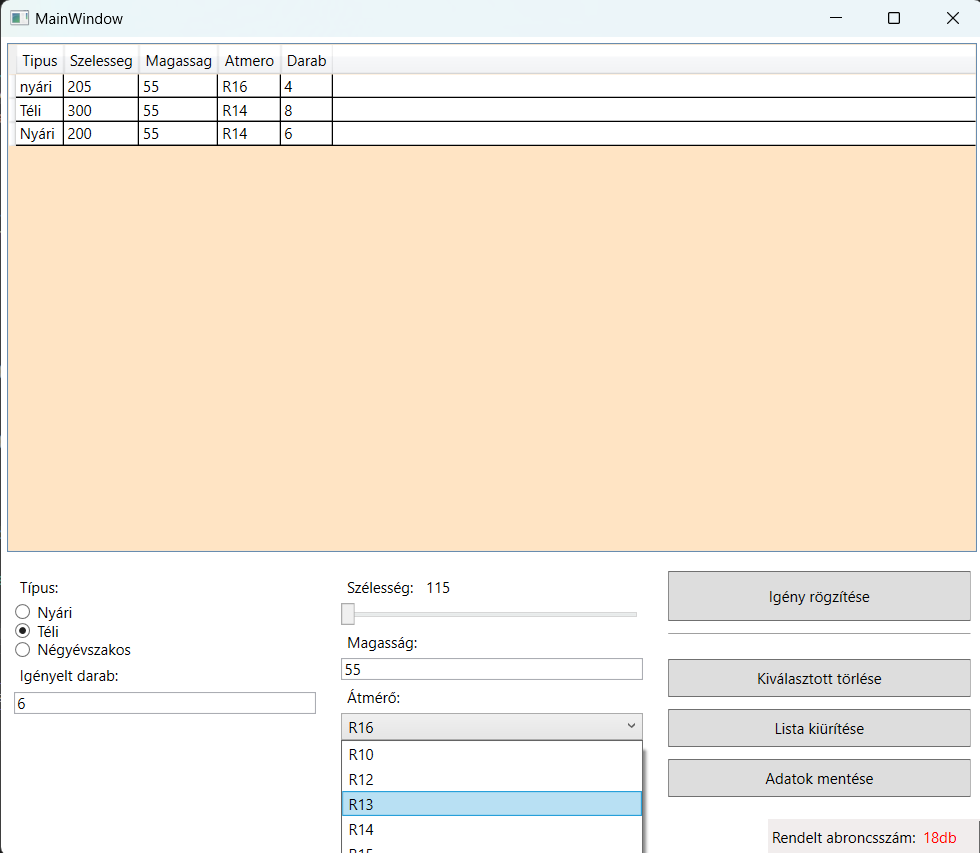 MainWindow
Tipus Szelesseg Magassag Atmero Darab
nyári 205 55 R16 4
Téli 300 55 R14 8
Nyári 200 55 R14 6
Típus:
Nyári
Téli
Négyévszakos
Igényelt darab:
6
Szélesség: 115
Magasság:
55
Átmérő:
R16
R10
R12
R13
R14
R15
Igény rögzítése
Kiválasztott törlése
Lista kiürítése
Adatok mentése
Rendelt abroncsszám: 18db